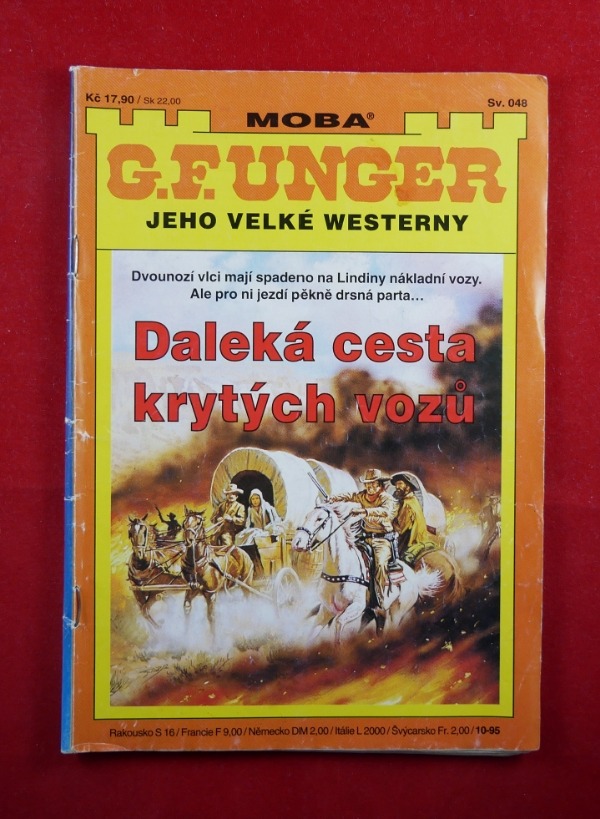 Kč 17,90 / Sk 22,00
Sv. 048
MOBA®
G.F. UNGER
JEHO VELKÉ WESTERNY
Dvounozí vlci mají spadeno na Lindiny nákladní vozy.
Ale pro ni jezdí pěkně drsná parta...
Daleká cesta
krytých vozů
Rakousko S 16 / Francie F 9,00 / Německo DM 2,00 / Itálie L 2000 / Švýcarsko Fr. 2,00 / 10-95